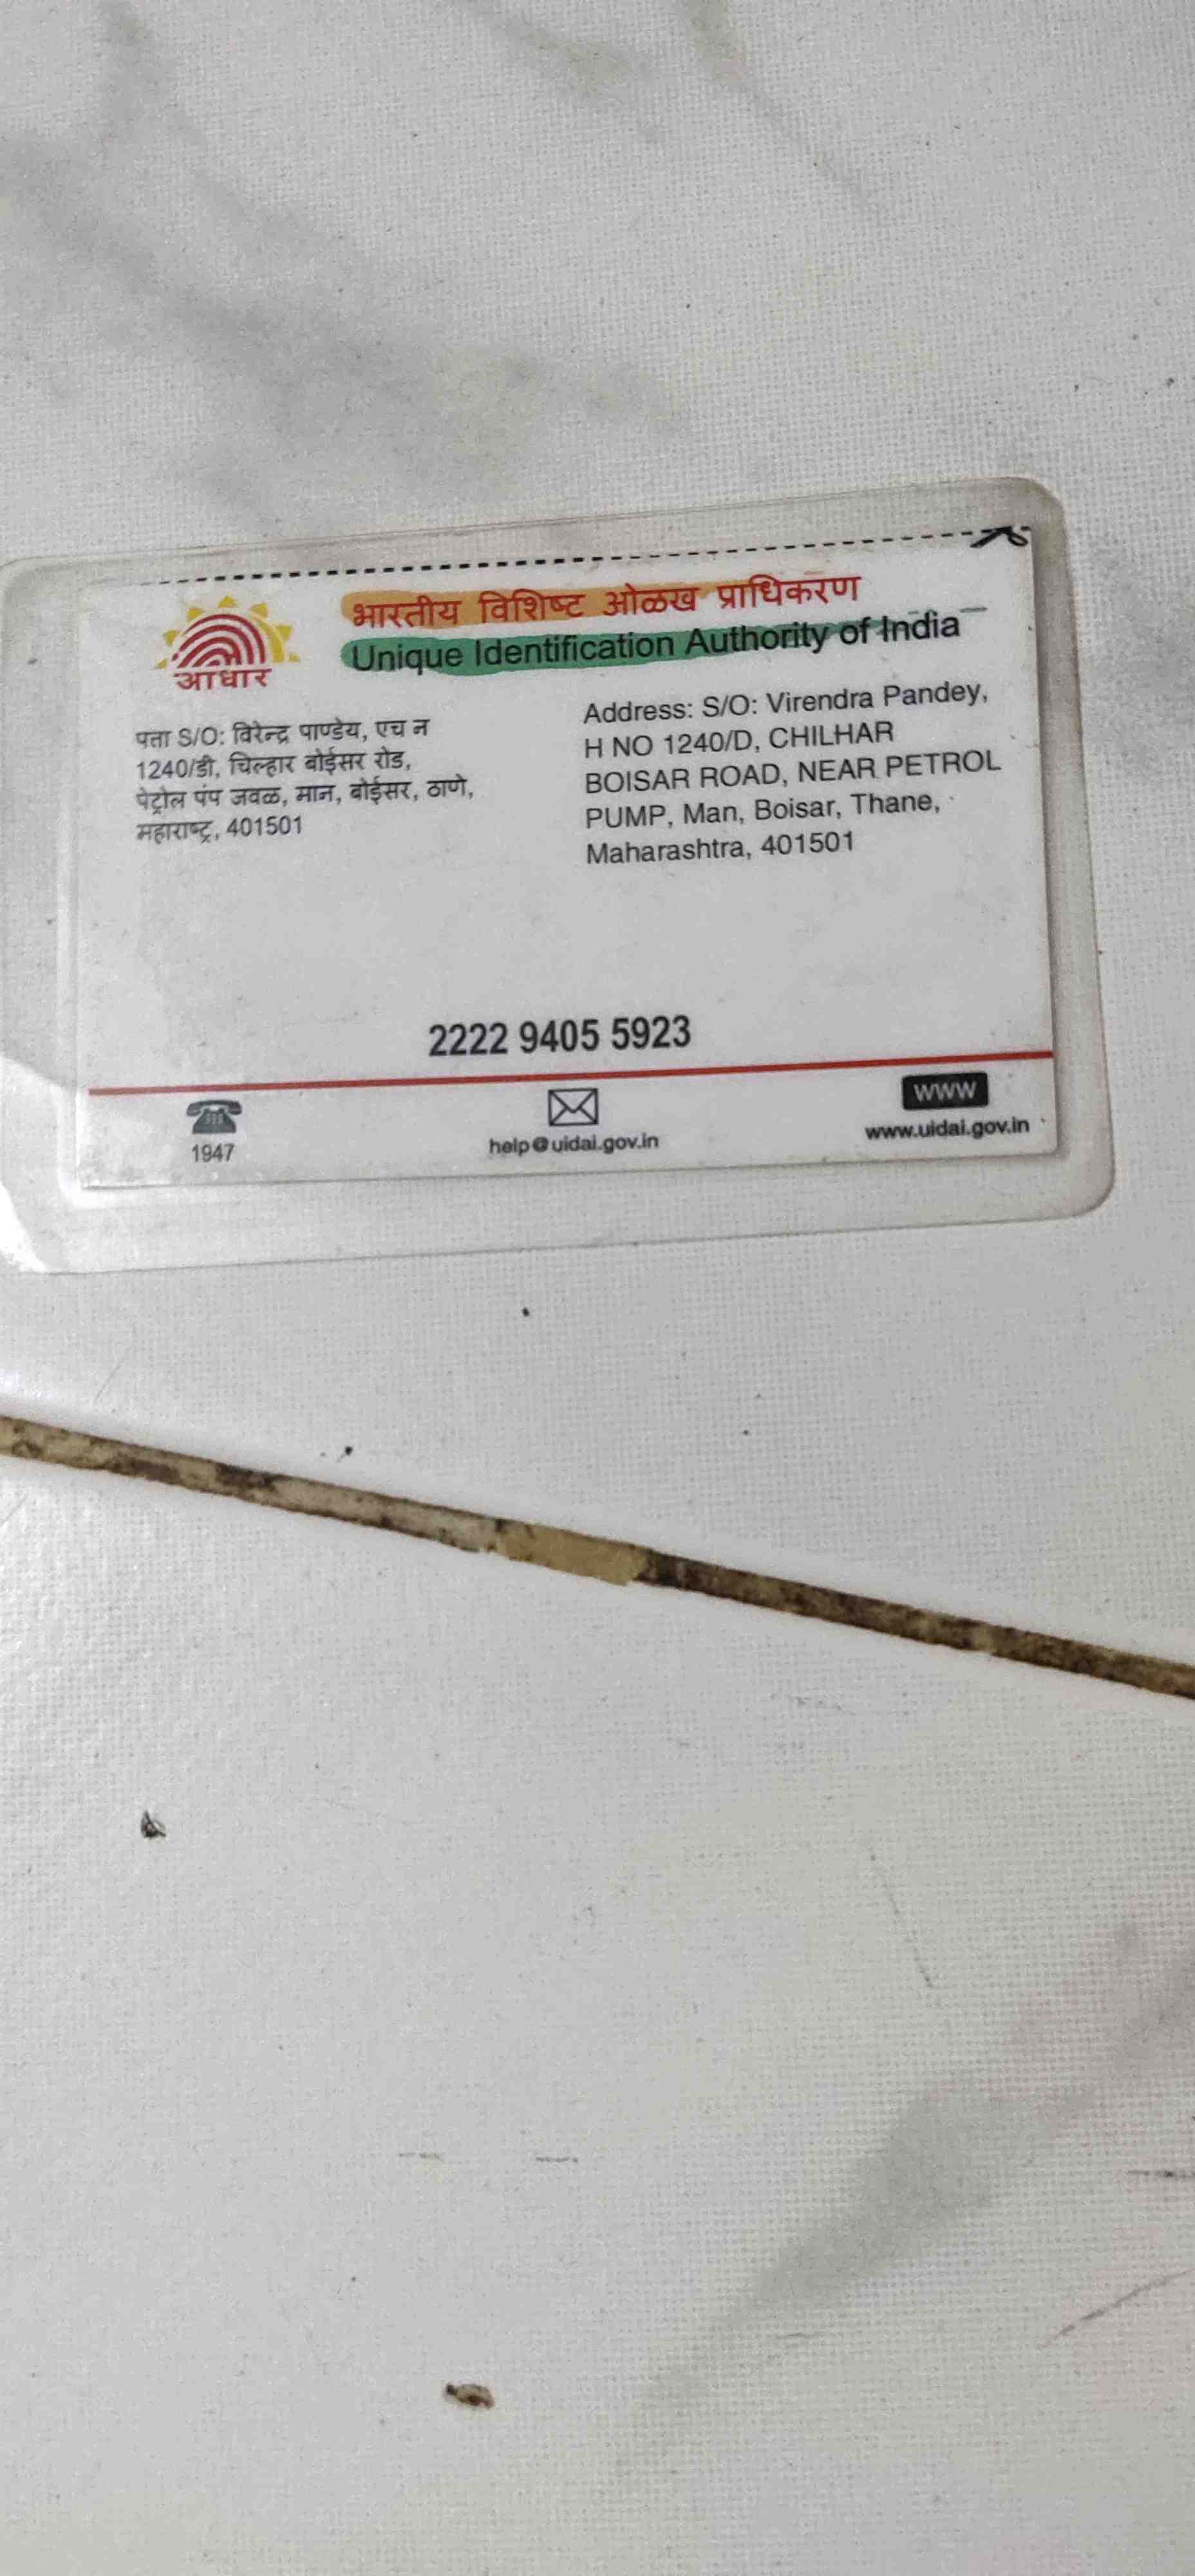 भारतीय विशिष्ट ओळख प्राधिकरण
Unique Identification Authority of India
आधार
पत्ता S/O: विरेन्द्र पाण्डेय, एच न
1240/डी, चिल्हार बोईसर रोड,
पेट्रोल पंप जवळ, मान, बोईसर, ठाणे,
महाराष्ट्र, 401501
Address: S/O: Virendra Pandey,
H NO 1240/D, CHILHAR
BOISAR ROAD, NEAR PETROL
PUMP, Man, Boisar, Thane,
Maharashtra, 401501
2222 9405 5923
1947
help@uidai.gov.in
www
www.uidai.gov.in